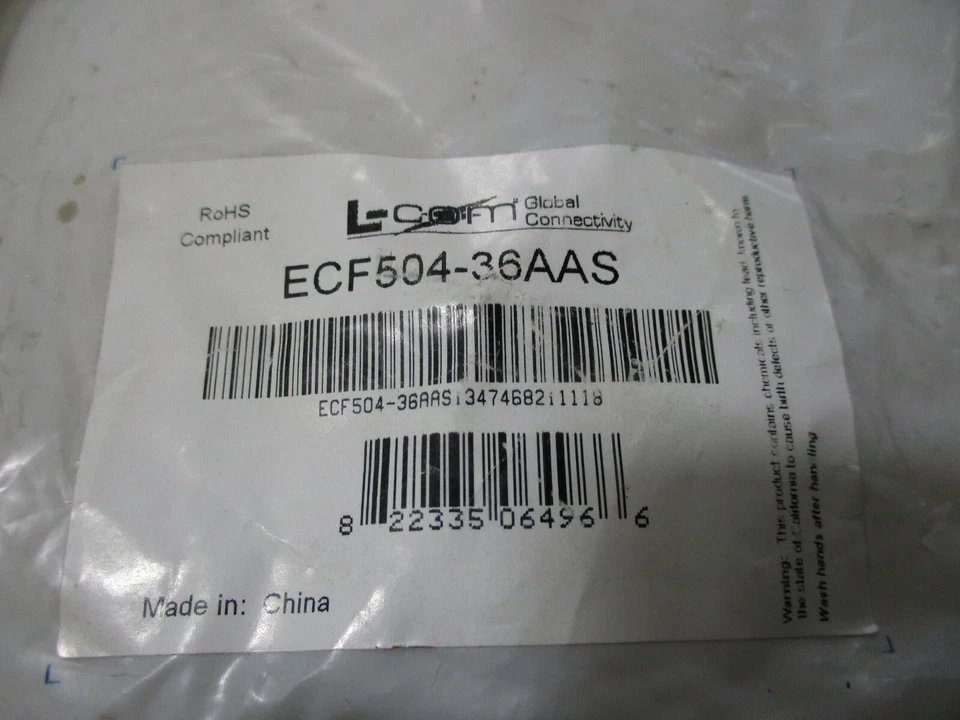 RoHS
Compliant
L-com Global
Connectivity
ECF504-36AAS
ECF504-36AAS;3474682;1118
8 22335 06496 6
Made in: China
Warning: This product contains chemicals, including lead, known to
the state of California to cause birth defects or other reproductive harm.
Wash hands after handling